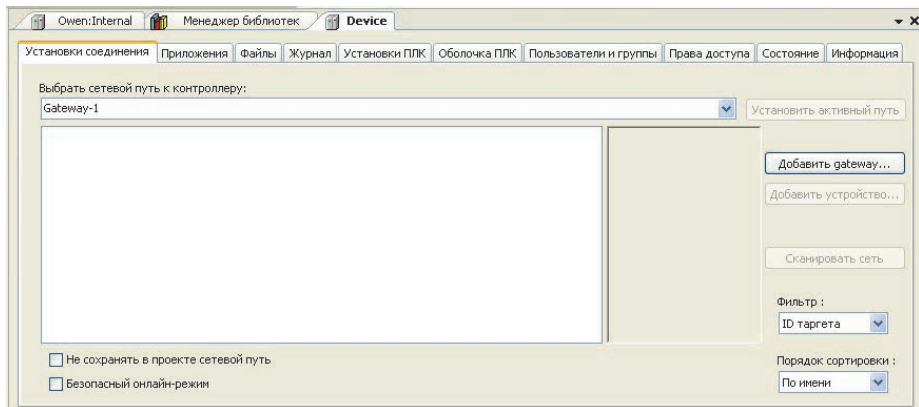 Owen:Internal Менеджер библиотек Device
Установки соединения Приложения Файлы Журнал Установки ПЛК Оболочка ПЛК Пользователи и группы Права доступа Состояние Информация
Выбрать сетевой путь к контроллеру:
Gateway-1 Установить активный путь
Добавить gateway...
Добавить устройство...
Сканировать сеть
Фильтр :
ID таргета
Не сохранять в проекте сетевой путь
Порядок сортировки :
Безопасный онлайн-режим
По имени